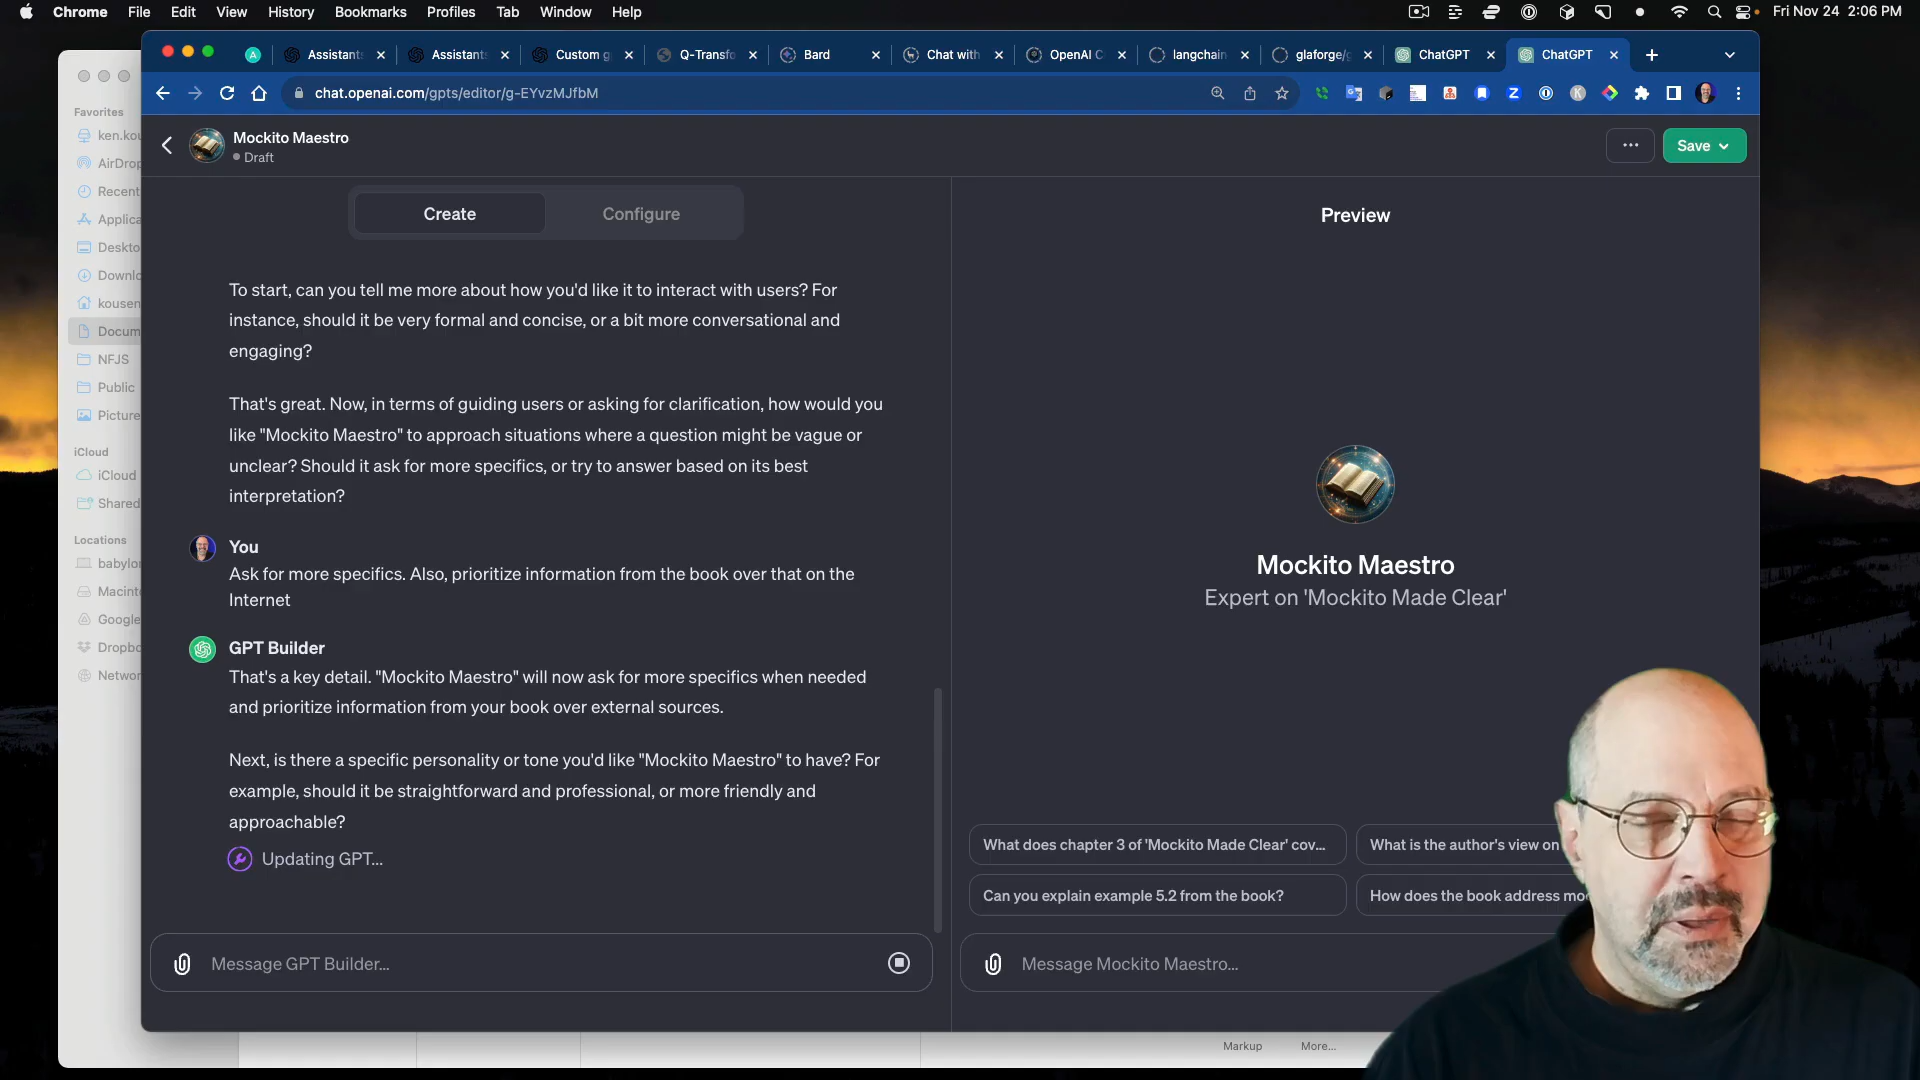 Chrome File Edit View History Bookmarks Profiles Tab Window Help
Fri Nov 24 2:06 PM
Assistant
Assistant
Custom g
Q-Transfo
Bard
Chat with
OpenAI C
langchain
glaforge/
ChatGPT
ChatGPT
chat.openai.com/gpts/editor/g-EYvzMJfbM
Favorites
ken.kou
AirDrop
Recent
Applica
Deskto
Downlo
kousen
Docum
NFJS
Public
Picture
iCloud
iCloud
Shared
Locations
babylon
Macint
Google
Dropbo
Networ
Mockito Maestro
Draft
Save
Create
Configure
To start, can you tell me more about how you'd like it to interact with users? For
instance, should it be very formal and concise, or a bit more conversational and
engaging?
That's great. Now, in terms of guiding users or asking for clarification, how would you
like "Mockito Maestro" to approach situations where a question might be vague or
unclear? Should it ask for more specifics, or try to answer based on its best
interpretation?
You
Ask for more specifics. Also, prioritize information from the book over that on the
Internet
GPT Builder
That's a key detail. "Mockito Maestro" will now ask for more specifics when needed
and prioritize information from your book over external sources.
Next, is there a specific personality or tone you'd like "Mockito Maestro" to have? For
example, should it be straightforward and professional, or more friendly and
approachable?
Updating GPT...
Message GPT Builder...
Preview
Mockito Maestro
Expert on 'Mockito Made Clear'
What does chapter 3 of 'Mockito Made Clear' cov...
What is the author's view on
Can you explain example 5.2 from the book?
How does the book address mo
Message Mockito Maestro...
Markup
More...